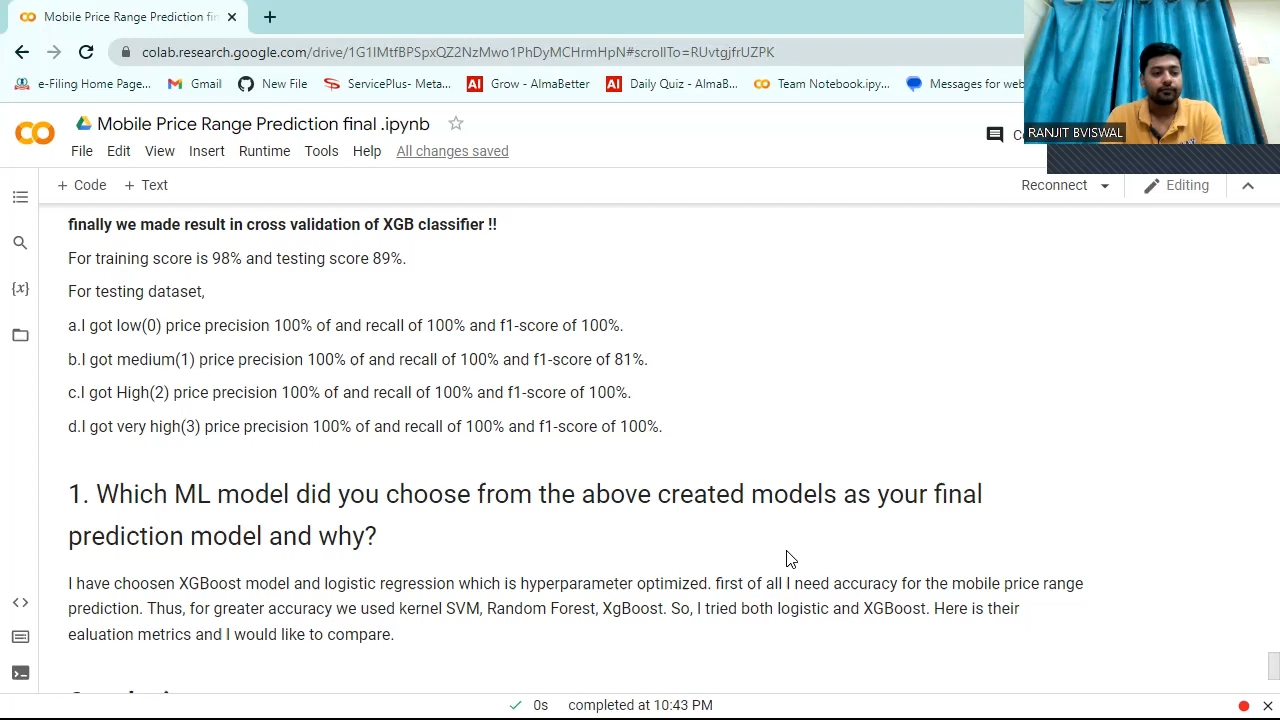 Mobile Price Range Prediction fin
colab.research.google.com/drive/1G1IMtfBPSpxQZ2NzMwo1PhDyMCHrmHpN#scrollTo=RUvtgjfrUZPK
e-Filing Home Page... Gmail New File ServicePlus- Meta... AI Grow - AlmaBetter AI Daily Quiz - AlmaB... Team Notebook.ipy... Messages for web
RANJIT BVISWAL
Mobile Price Range Prediction final .ipynb
File Edit View Insert Runtime Tools Help All changes saved
+ Code + Text Reconnect Editing
finally we made result in cross validation of XGB classifier !!
For training score is 98% and testing score 89%.
For testing dataset,
a.I got low(0) price precision 100% of and recall of 100% and f1-score of 100%.
b.I got medium(1) price precision 100% of and recall of 100% and f1-score of 81%.
c.I got High(2) price precision 100% of and recall of 100% and f1-score of 100%.
d.I got very high(3) price precision 100% of and recall of 100% and f1-score of 100%.
1. Which ML model did you choose from the above created models as your final
prediction model and why?
I have choosen XGBoost model and logistic regression which is hyperparameter optimized. first of all I need accuracy for the mobile price range
prediction. Thus, for greater accuracy we used kernel SVM, Random Forest, XgBoost. So, I tried both logistic and XGBoost. Here is their
ealuation metrics and I would like to compare.
0s completed at 10:43 PM